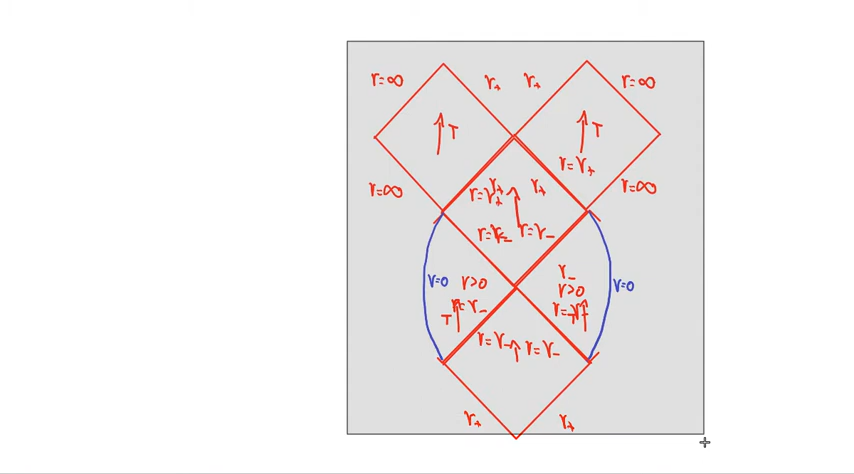 r=∞ r₊ r₊ r=∞
T T
r=r₊
r=∞ r₊ r₊ r=∞
r=r₊
r=r₋ r=r₋
r₋
r=0 r>0 r>0 r=0
r=r₋
T
r=r₋ r=r₋
r₊ r₊